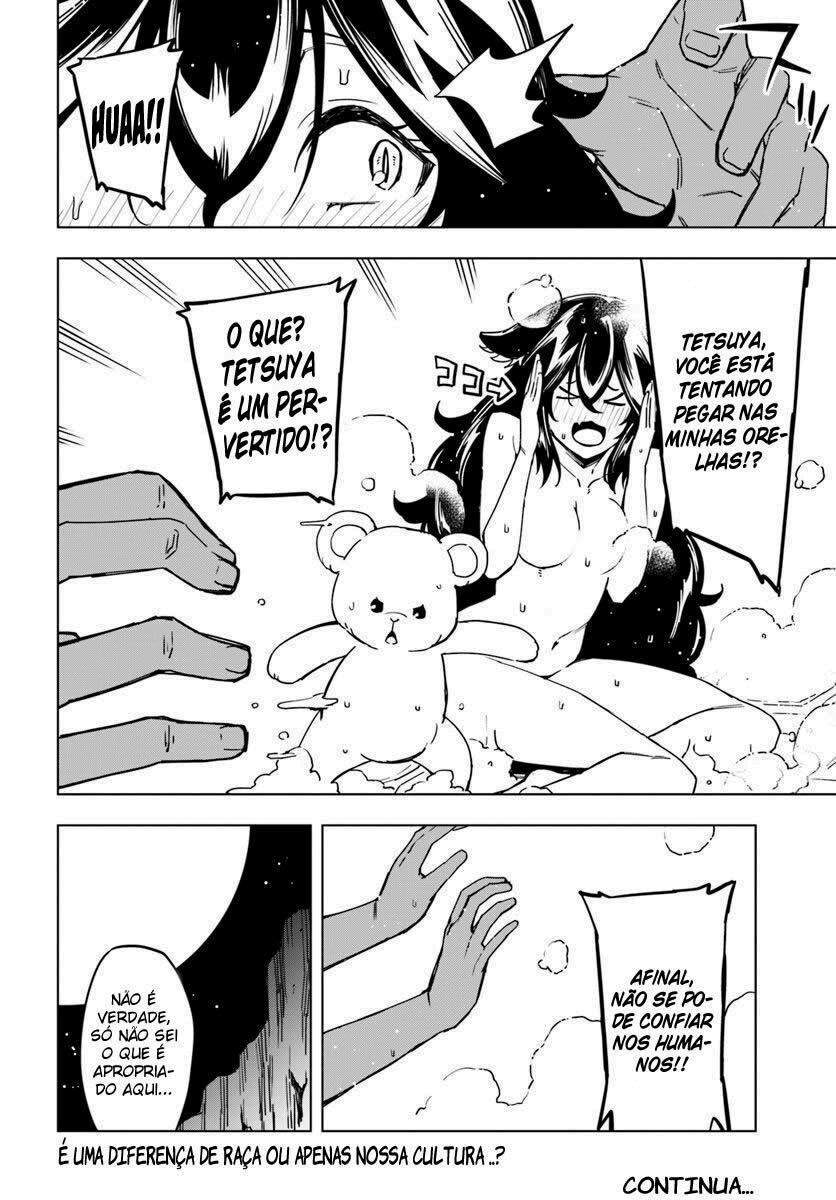 HUAA!!
TETSUYA,
VOCÊ ESTÁ
TENTANDO
PEGAR NAS
MINHAS ORE-
LHAS!?
ココ
O QUE?
TETSUYA
É UM PER-
VERTIDO!?
AFINAL,
NÃO SE PO-
DE CONFIAR
NOS HUMA-
NOS!!
NÃO É
VERDADE,
SÓ NÃO SEI
O QUE É
APROPRIA-
DO AQUI...
É UMA DIFERENÇA DE RAÇA OU APENAS NOSSA CULTURA ..?
CONTINUA...